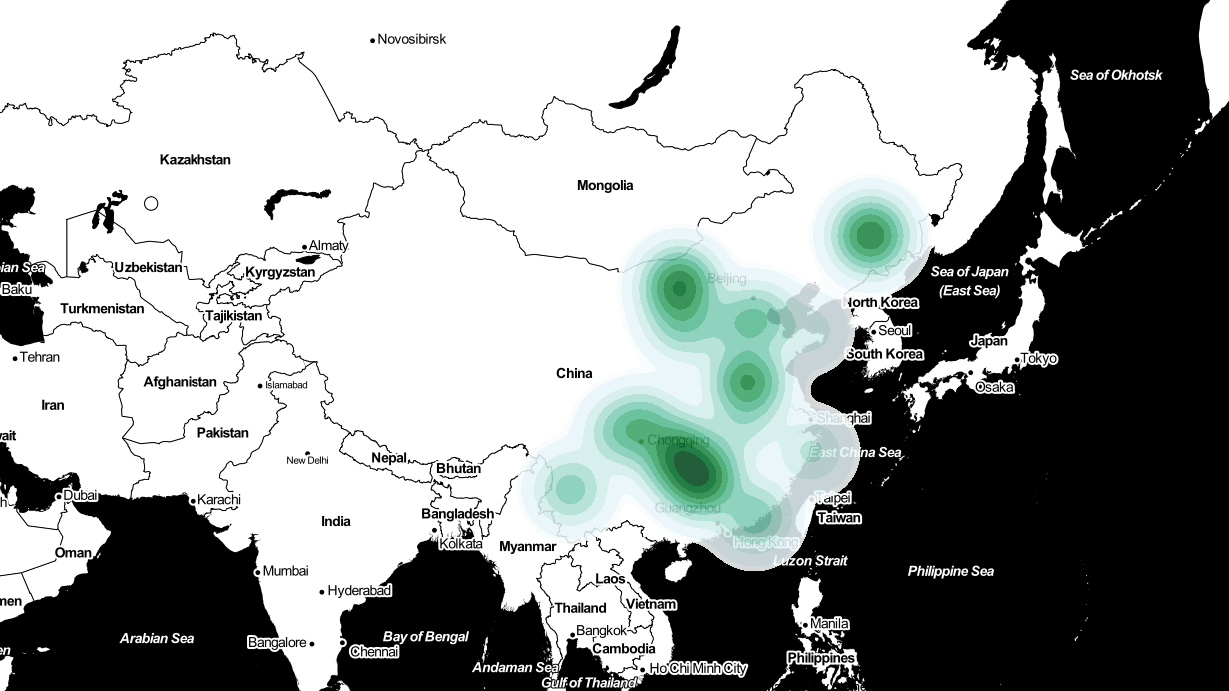 Novosibirsk
Sea of Okhotsk
Kazakhstan
Mongolia
Almaty
Uzbekistan
Kyrgyzstan
ian Sea
Baku
Turkmenistan
Tajikistan
Beijing
Sea of Japan
(East Sea)
North Korea
Seoul
South Korea
Japan
Tokyo
Osaka
Tehran
Afghanistan
Islamabad
China
Iran
Pakistan
Shanghai
wait
New Delhi
Nepal
Bhutan
Chongqing
East China Sea
Dubai
Karachi
India
Bangladesh
Kolkata
Guangzhou
Taipei
Taiwan
Hong Kong
Oman
Myanmar
Luzon Strait
Mumbai
Hyderabad
Laos
Philippine Sea
men
Thailand
Vietnam
Arabian Sea
Bay of Bengal
Bangkok
Manila
Bangalore
Chennai
Cambodia
Philippines
Andaman Sea
Ho Chi Minh City
Gulf of Thailand